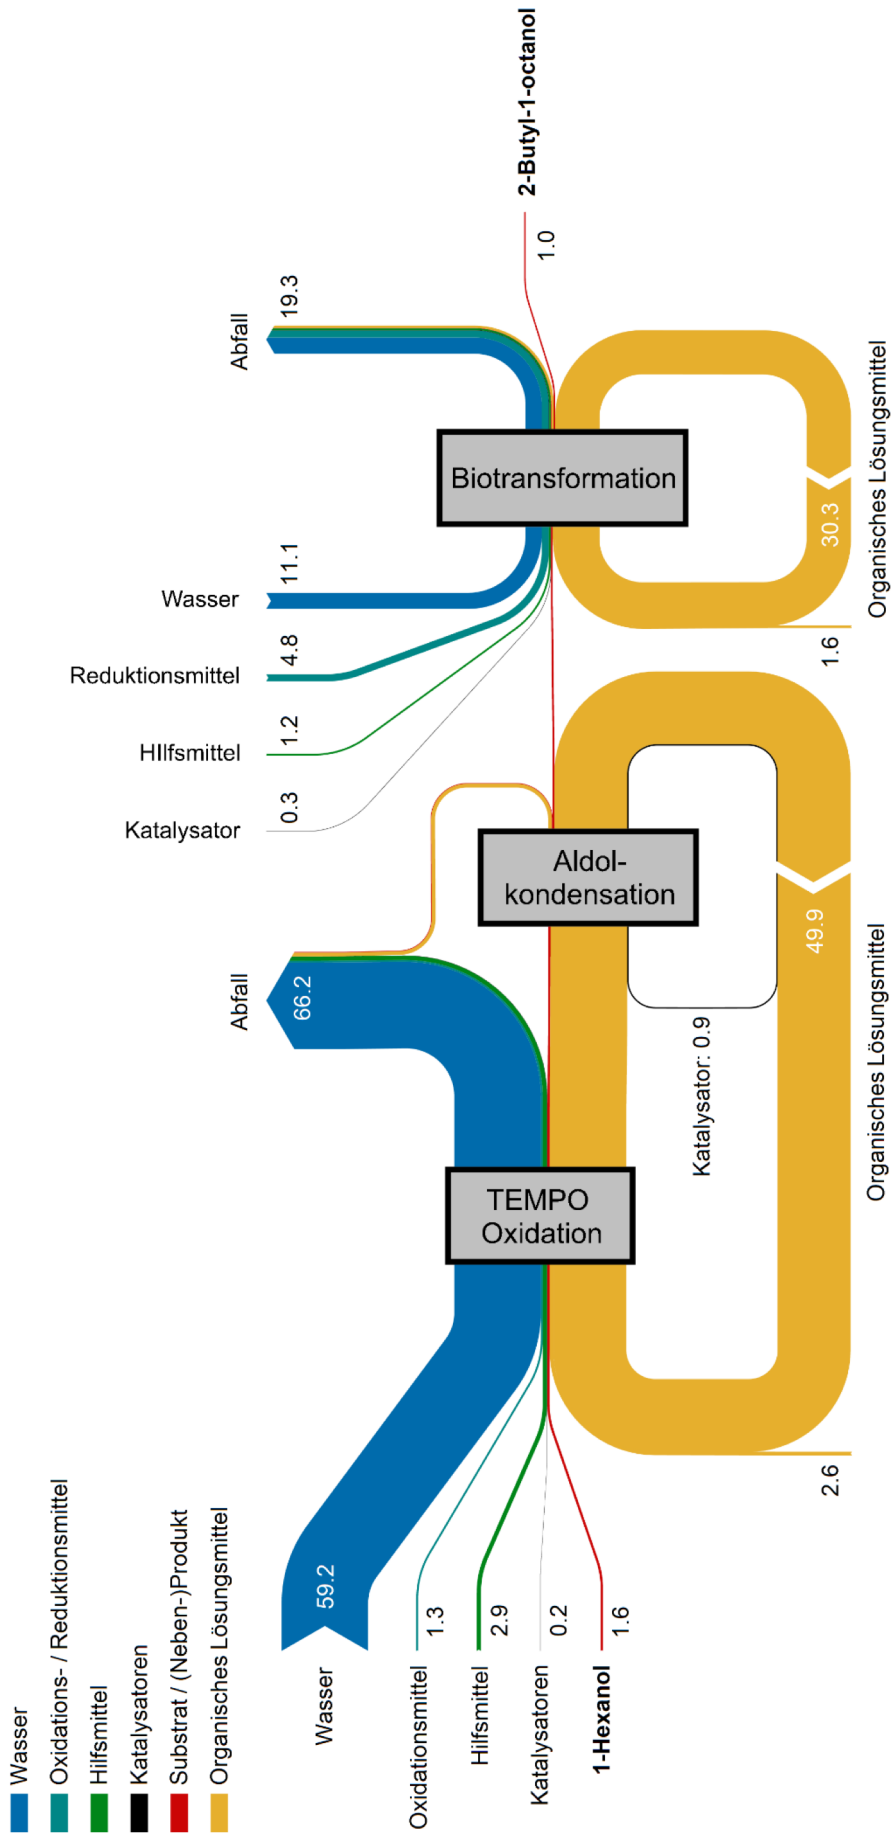 Wasser
Oxidations- / Reduktionsmittel
Hilfsmittel
Katalysatoren
Substrat / (Neben-)Produkt
Organisches Lösungsmittel
Wasser
59.2
Oxidationsmittel
1.3
Hilfsmittel
2.9
Katalysatoren
0.2
1-Hexanol
1.6
2.6
TEMPO
Oxidation
Abfall
66.2
Katalysator: 0.9
Organisches Lösungsmittel
49.9
Aldol-
kondensation
Katalysator
0.3
HIlfsmittel
1.2
Reduktionsmittel
4.8
Wasser
11.1
1.6
Biotransformation
30.3
Organisches Lösungsmittel
Abfall
19.3
1.0
2-Butyl-1-octanol